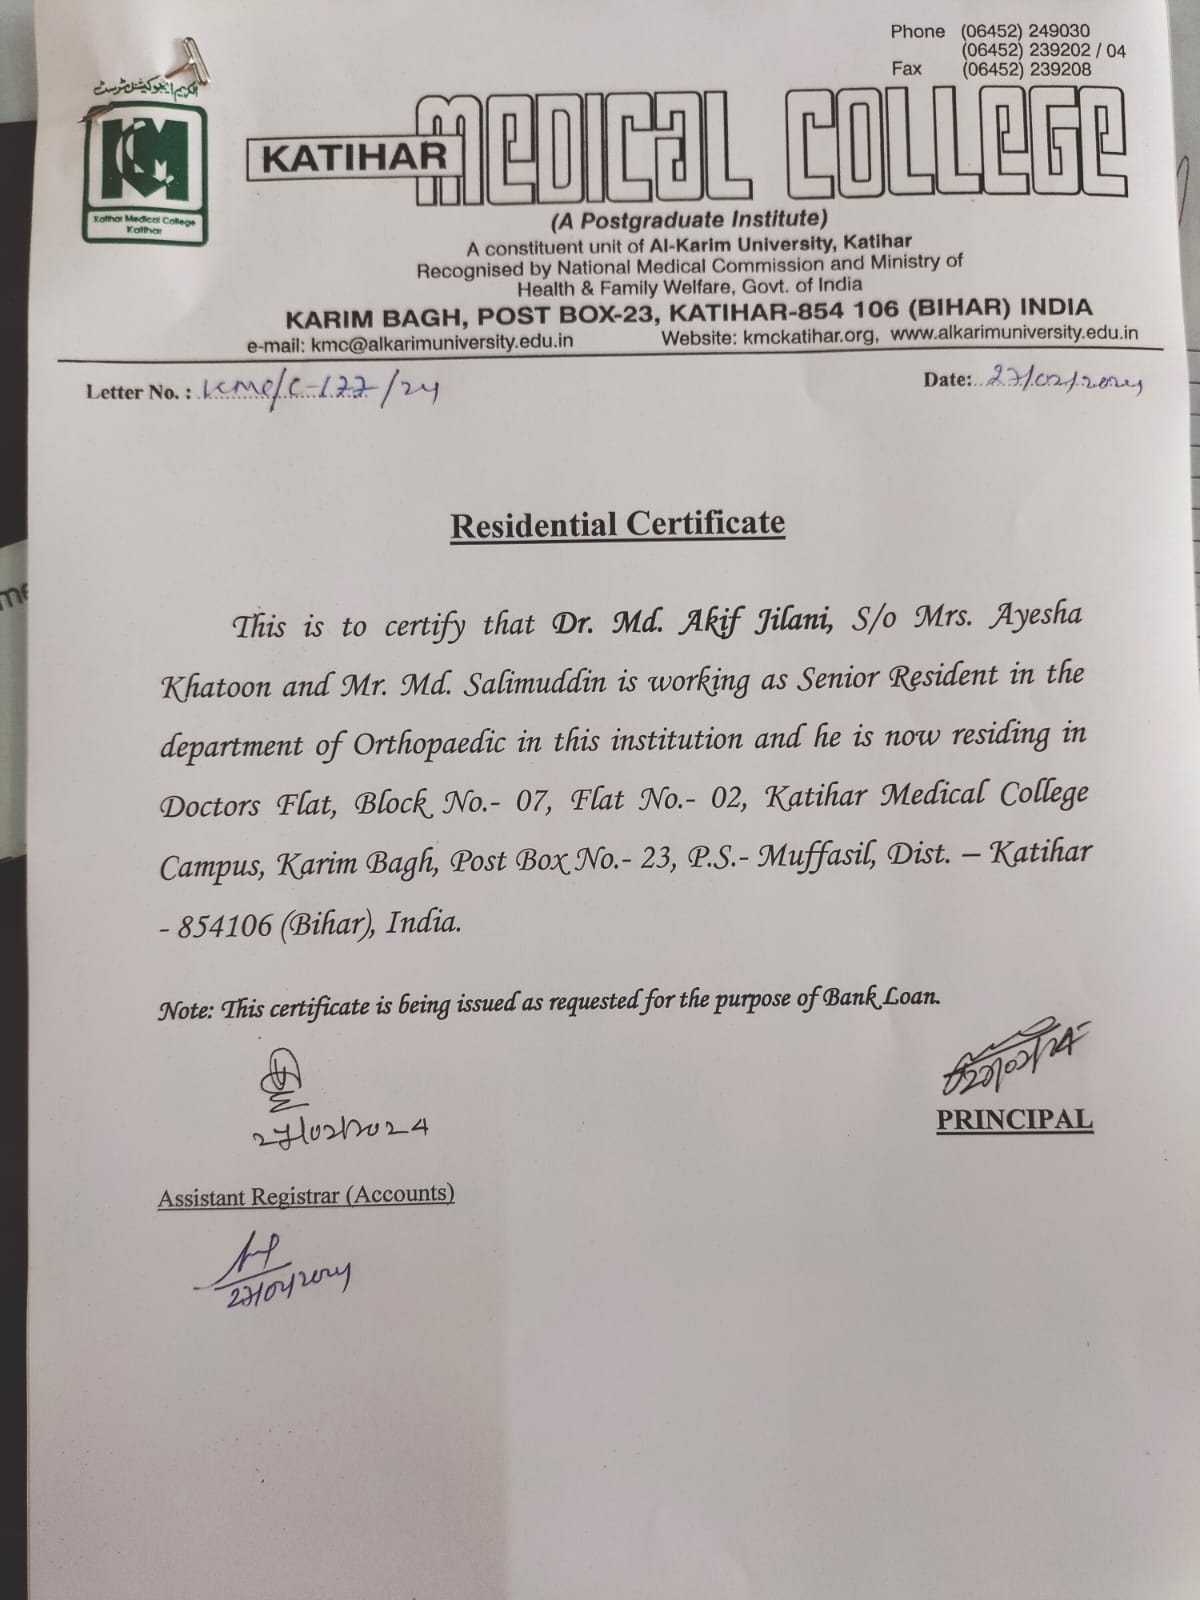 Phone (06452) 249030
(06452) 239202 / 04
Fax (06452) 239208
الكريم ايجوكيشنل ٹرسٹ
KM
Katihar Medical College
Katihar
KATIHAR MEDICAL COLLEGE
(A Postgraduate Institute)
A constituent unit of Al-Karim University, Katihar
Recognised by National Medical Commission and Ministry of
Health & Family Welfare, Govt. of India
KARIM BAGH, POST BOX-23, KATIHAR-854 106 (BIHAR) INDIA
e-mail: kmc@alkarimuniversity.edu.in Website: kmckatihar.org, www.alkarimuniversity.edu.in
Letter No. : KMC/C-177/24 Date: 27/02/2024
Residential Certificate
This is to certify that Dr. Md. Akif Jilani, S/o Mrs. Ayesha
Khatoon and Mr. Md. Salimuddin is working as Senior Resident in the
department of Orthopaedic in this institution and he is now residing in
Doctors Flat, Block No.- 07, Flat No.- 02, Katihar Medical College
Campus, Karim Bagh, Post Box No.- 23, P.S.- Muffasil, Dist. – Katihar
- 854106 (Bihar), India.
Note: This certificate is being issued as requested for the purpose of Bank Loan.
27/02/2024
PRINCIPAL
Assistant Registrar (Accounts)
27/02/2024